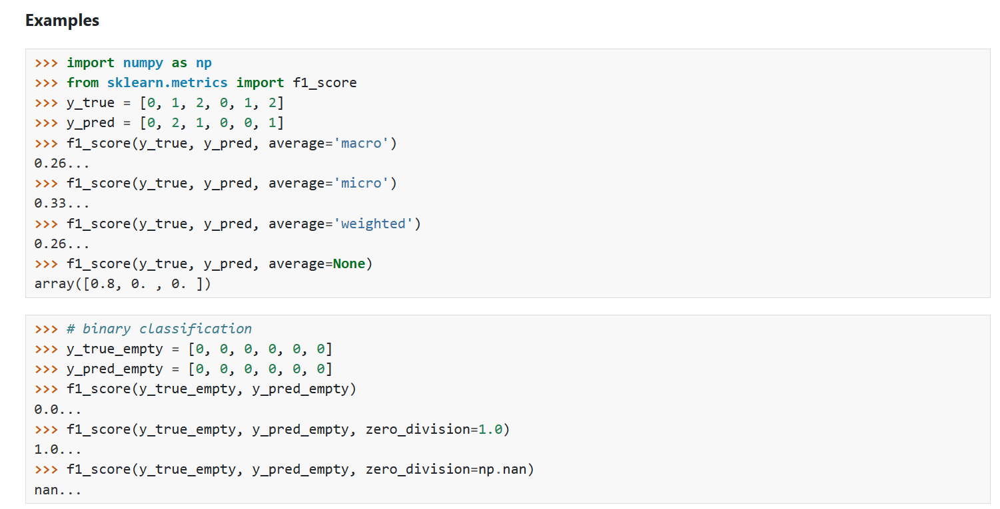 Examples
>>> import numpy as np
>>> from sklearn.metrics import f1_score
>>> y_true = [0, 1, 2, 0, 1, 2]
>>> y_pred = [0, 2, 1, 0, 0, 1]
>>> f1_score(y_true, y_pred, average='macro')
0.26...
>>> f1_score(y_true, y_pred, average='micro')
0.33...
>>> f1_score(y_true, y_pred, average='weighted')
0.26...
>>> f1_score(y_true, y_pred, average=None)
array([0.8, 0. , 0. ])
>>> # binary classification
>>> y_true_empty = [0, 0, 0, 0, 0, 0]
>>> y_pred_empty = [0, 0, 0, 0, 0, 0]
>>> f1_score(y_true_empty, y_pred_empty)
0.0...
>>> f1_score(y_true_empty, y_pred_empty, zero_division=1.0)
1.0...
>>> f1_score(y_true_empty, y_pred_empty, zero_division=np.nan)
nan...